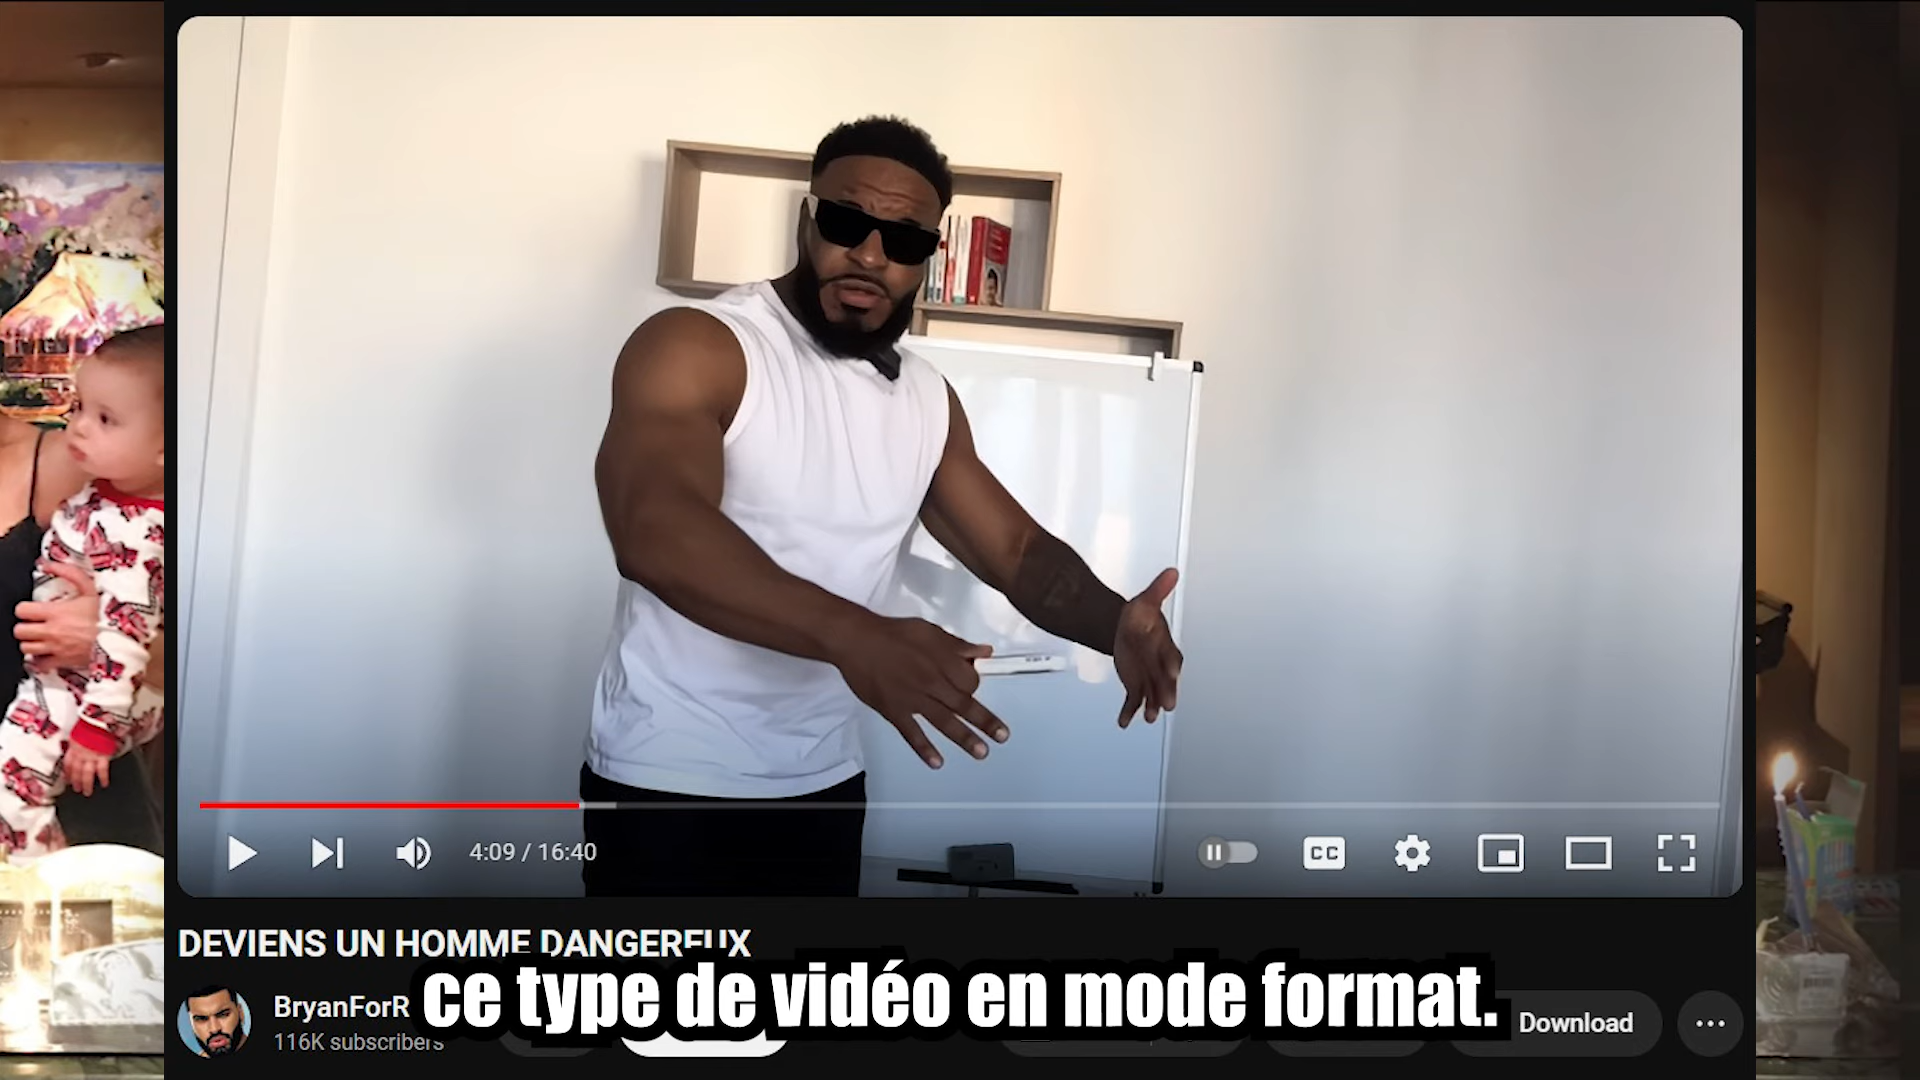 4:09 / 16:40
CC
DEVIENS UN HOMME DANGEREUX
ce type de vidéo en mode format.
BryanForR
116K subscribers
Download